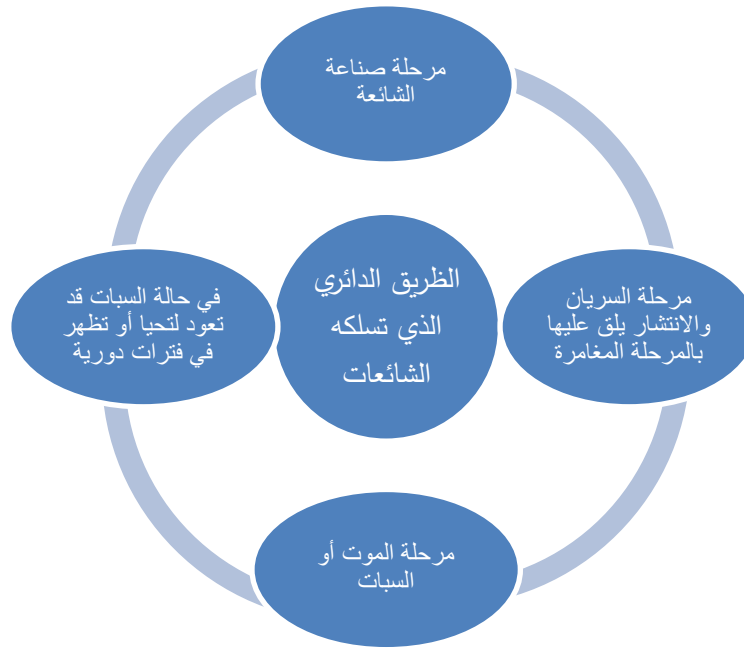 مرحلة صناعة
الشائعة
الظريق الدائري
الذي تسلكه
الشائعات
مرحلة السريان
والانتشار يلق عليها
بالمرحلة المغامرة
في حالة السبات قد
تعود لتحيا أو تظهر
في فترات دورية
مرحلة الموت أو
السبات